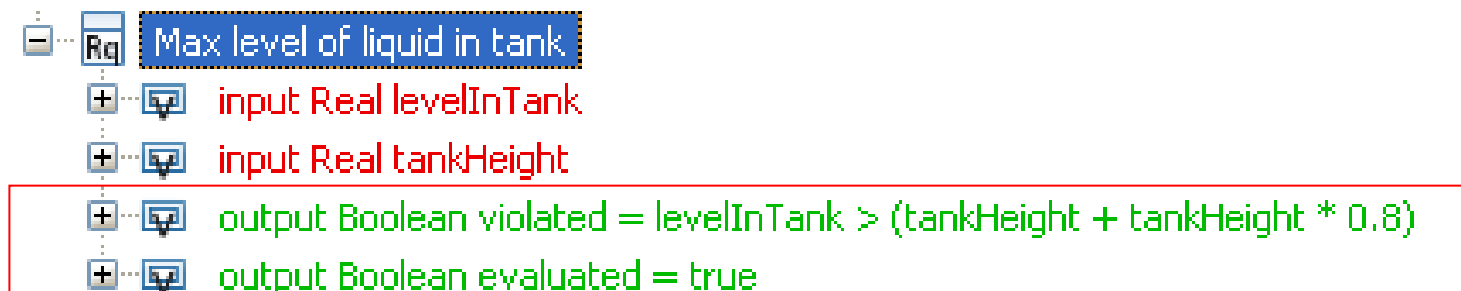 Rq Max level of liquid in tank
input Real levelInTank
input Real tankHeight
output Boolean violated = levelInTank > (tankHeight + tankHeight * 0.8)
output Boolean evaluated = true